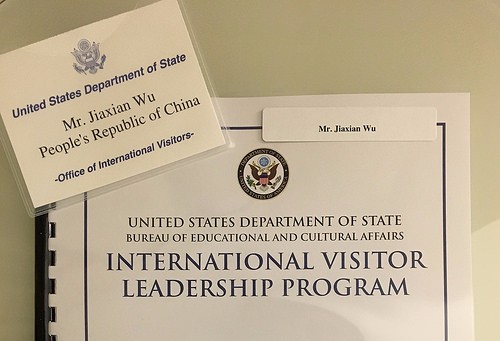 United States Department of State
Mr. Jiaxian Wu
People's Republic of China
-Office of International Visitors-
Mr. Jiaxian Wu
UNITED STATES DEPARTMENT OF STATE
BUREAU OF EDUCATIONAL AND CULTURAL AFFAIRS
INTERNATIONAL VISITOR
LEADERSHIP PROGRAM